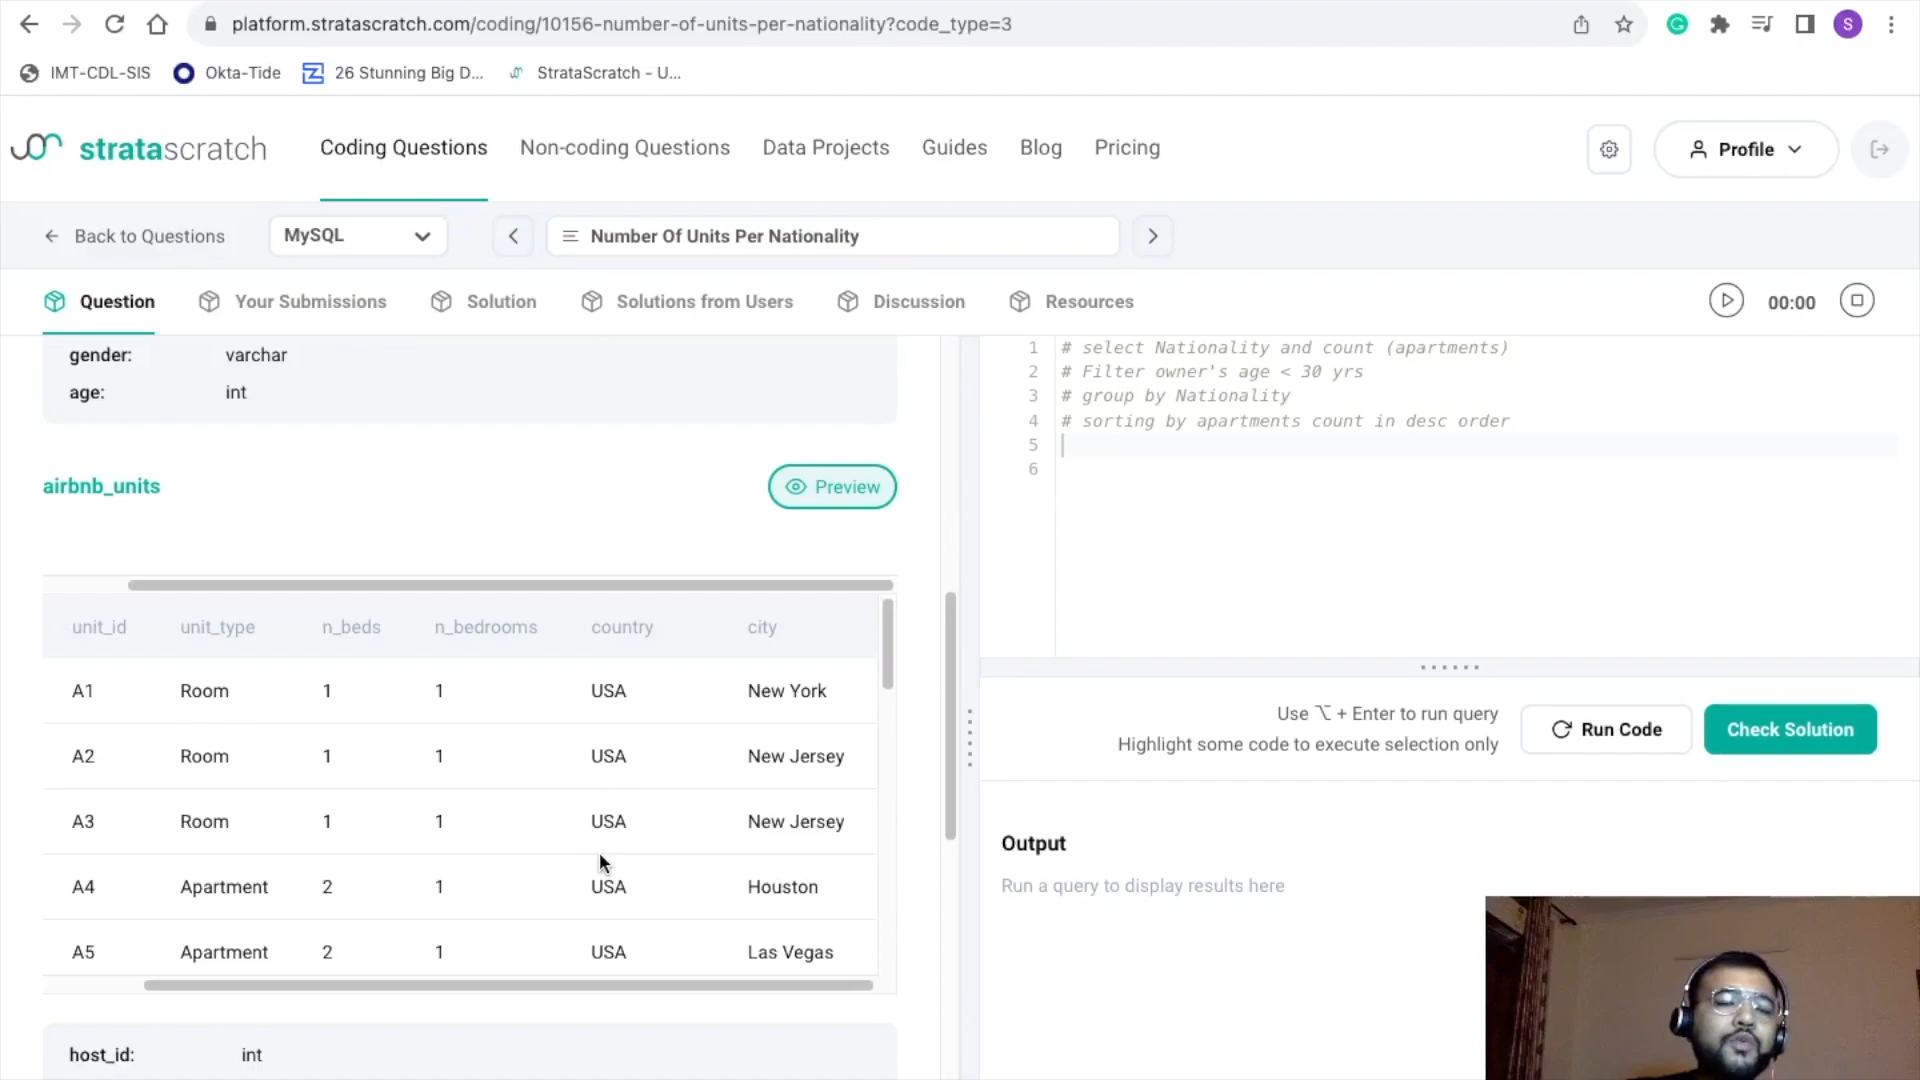 platform.stratascratch.com/coding/10156-number-of-units-per-nationality?code_type=3
S
IMT-CDL-SIS
Okta-Tide
26 Stunning Big D...
StrataScratch - U...
stratascratch
Coding Questions
Non-coding Questions
Data Projects
Guides
Blog
Pricing
Profile
Back to Questions
MySQL
Number Of Units Per Nationality
Question
Your Submissions
Solution
Solutions from Users
Discussion
Resources
00:00
gender: varchar
age: int
airbnb_units
Preview
unit_id unit_type n_beds n_bedrooms country city
A1 Room 1 1 USA New York
A2 Room 1 1 USA New Jersey
A3 Room 1 1 USA New Jersey
A4 Apartment 2 1 USA Houston
A5 Apartment 2 1 USA Las Vegas
host_id: int
1 # select Nationality and count (apartments)
2 # Filter owner's age < 30 yrs
3 # group by Nationality
4 # sorting by apartments count in desc order
5
6
Use ⌥ + Enter to run query
Highlight some code to execute selection only
Run Code
Check Solution
Output
Run a query to display results here